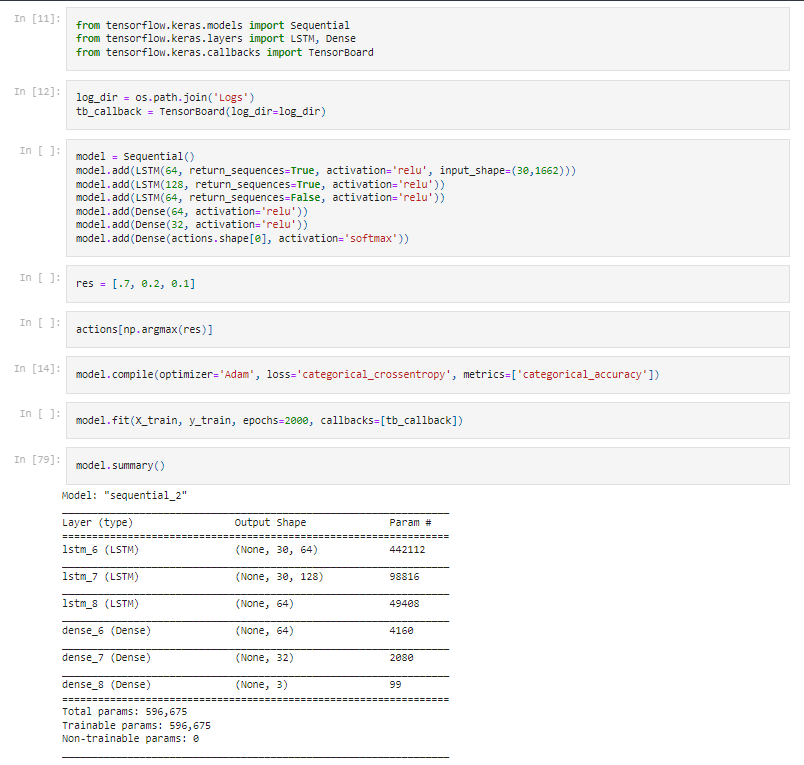 In [11]:
from tensorflow.keras.models import Sequential
from tensorflow.keras.layers import LSTM, Dense
from tensorflow.keras.callbacks import TensorBoard
In [12]:
log_dir = os.path.join('Logs')
tb_callback = TensorBoard(log_dir=log_dir)
In [ ]:
model = Sequential()
model.add(LSTM(64, return_sequences=True, activation='relu', input_shape=(30,1662)))
model.add(LSTM(128, return_sequences=True, activation='relu'))
model.add(LSTM(64, return_sequences=False, activation='relu'))
model.add(Dense(64, activation='relu'))
model.add(Dense(32, activation='relu'))
model.add(Dense(actions.shape[0], activation='softmax'))
In [ ]:
res = [.7, 0.2, 0.1]
In [ ]:
actions[np.argmax(res)]
In [14]:
model.compile(optimizer='Adam', loss='categorical_crossentropy', metrics=['categorical_accuracy'])
In [ ]:
model.fit(X_train, y_train, epochs=2000, callbacks=[tb_callback])
In [79]:
model.summary()
Model: "sequential_2"
_________________________________________________________________
Layer (type)                 Output Shape              Param #
=================================================================
lstm_6 (LSTM)                (None, 30, 64)            442112
_________________________________________________________________
lstm_7 (LSTM)                (None, 30, 128)           98816
_________________________________________________________________
lstm_8 (LSTM)                (None, 64)                49408
_________________________________________________________________
dense_6 (Dense)              (None, 64)                4160
_________________________________________________________________
dense_7 (Dense)              (None, 32)                2080
_________________________________________________________________
dense_8 (Dense)              (None, 3)                 99
=================================================================
Total params: 596,675
Trainable params: 596,675
Non-trainable params: 0
_________________________________________________________________